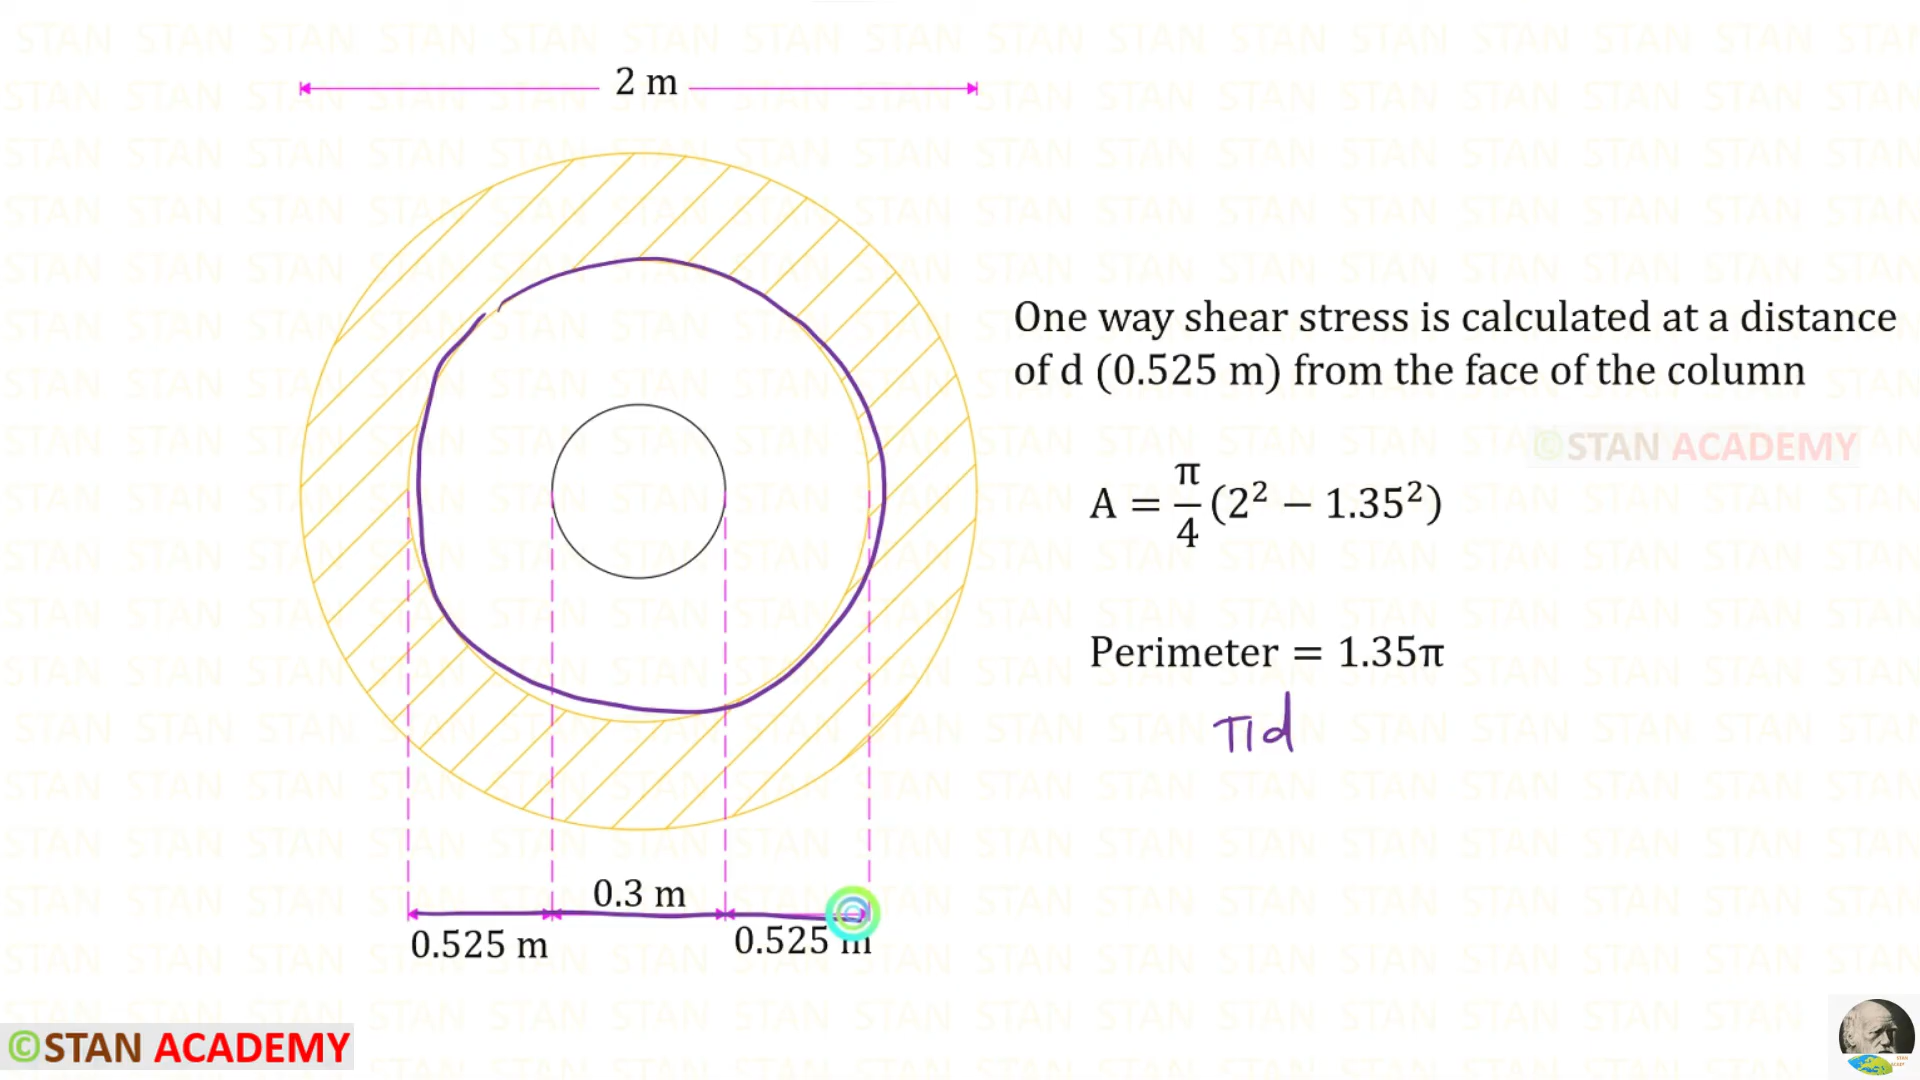 2 m
One way shear stress is calculated at a distance
of d (0.525 m) from the face of the column
©STAN ACADEMY
A = π/4 (2² − 1.35²)
Perimeter = 1.35π
πd
0.3 m
0.525 m
0.525 m
©STAN ACADEMY